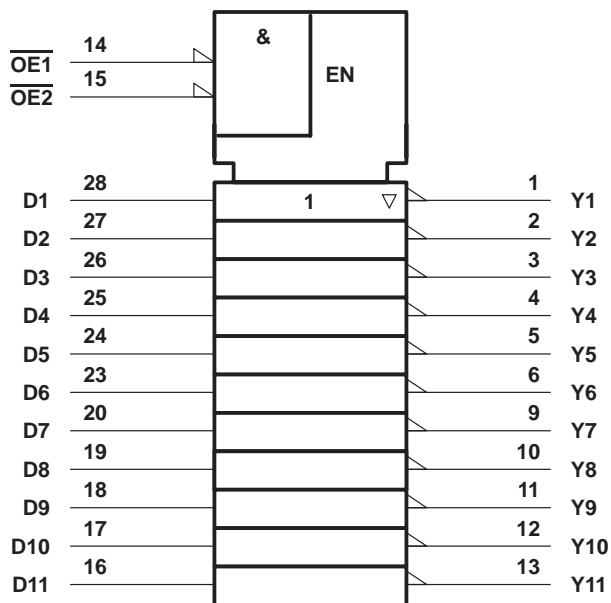 &
EN
14
O̅E̅1̅
15
O̅E̅2̅
28
D1
1
1
Y1
27
D2
2
Y2
26
D3
3
Y3
25
D4
4
Y4
24
D5
5
Y5
23
D6
6
Y6
20
D7
9
Y7
19
D8
10
Y8
18
D9
11
Y9
17
D10
12
Y10
16
D11
13
Y11